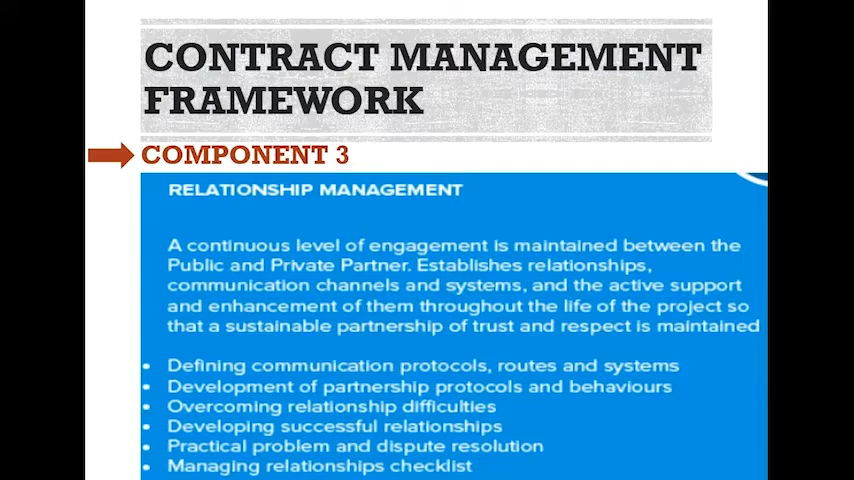 CONTRACT MANAGEMENT
FRAMEWORK
COMPONENT 3
RELATIONSHIP MANAGEMENT
A continuous level of engagement is maintained between the
Public and Private Partner. Establishes relationships,
communication channels and systems, and the active support
and enhancement of them throughout the life of the project so
that a sustainable partnership of trust and respect is maintained
• Defining communication protocols, routes and systems
• Development of partnership protocols and behaviours
• Overcoming relationship difficulties
• Developing successful relationships
• Practical problem and dispute resolution
• Managing relationships checklist